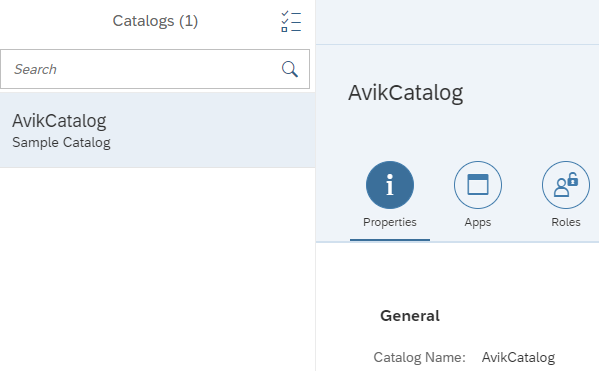 Catalogs (1)
Search
AvikCatalog
Sample Catalog
AvikCatalog
Properties
Apps
Roles
General
Catalog Name: AvikCatalog